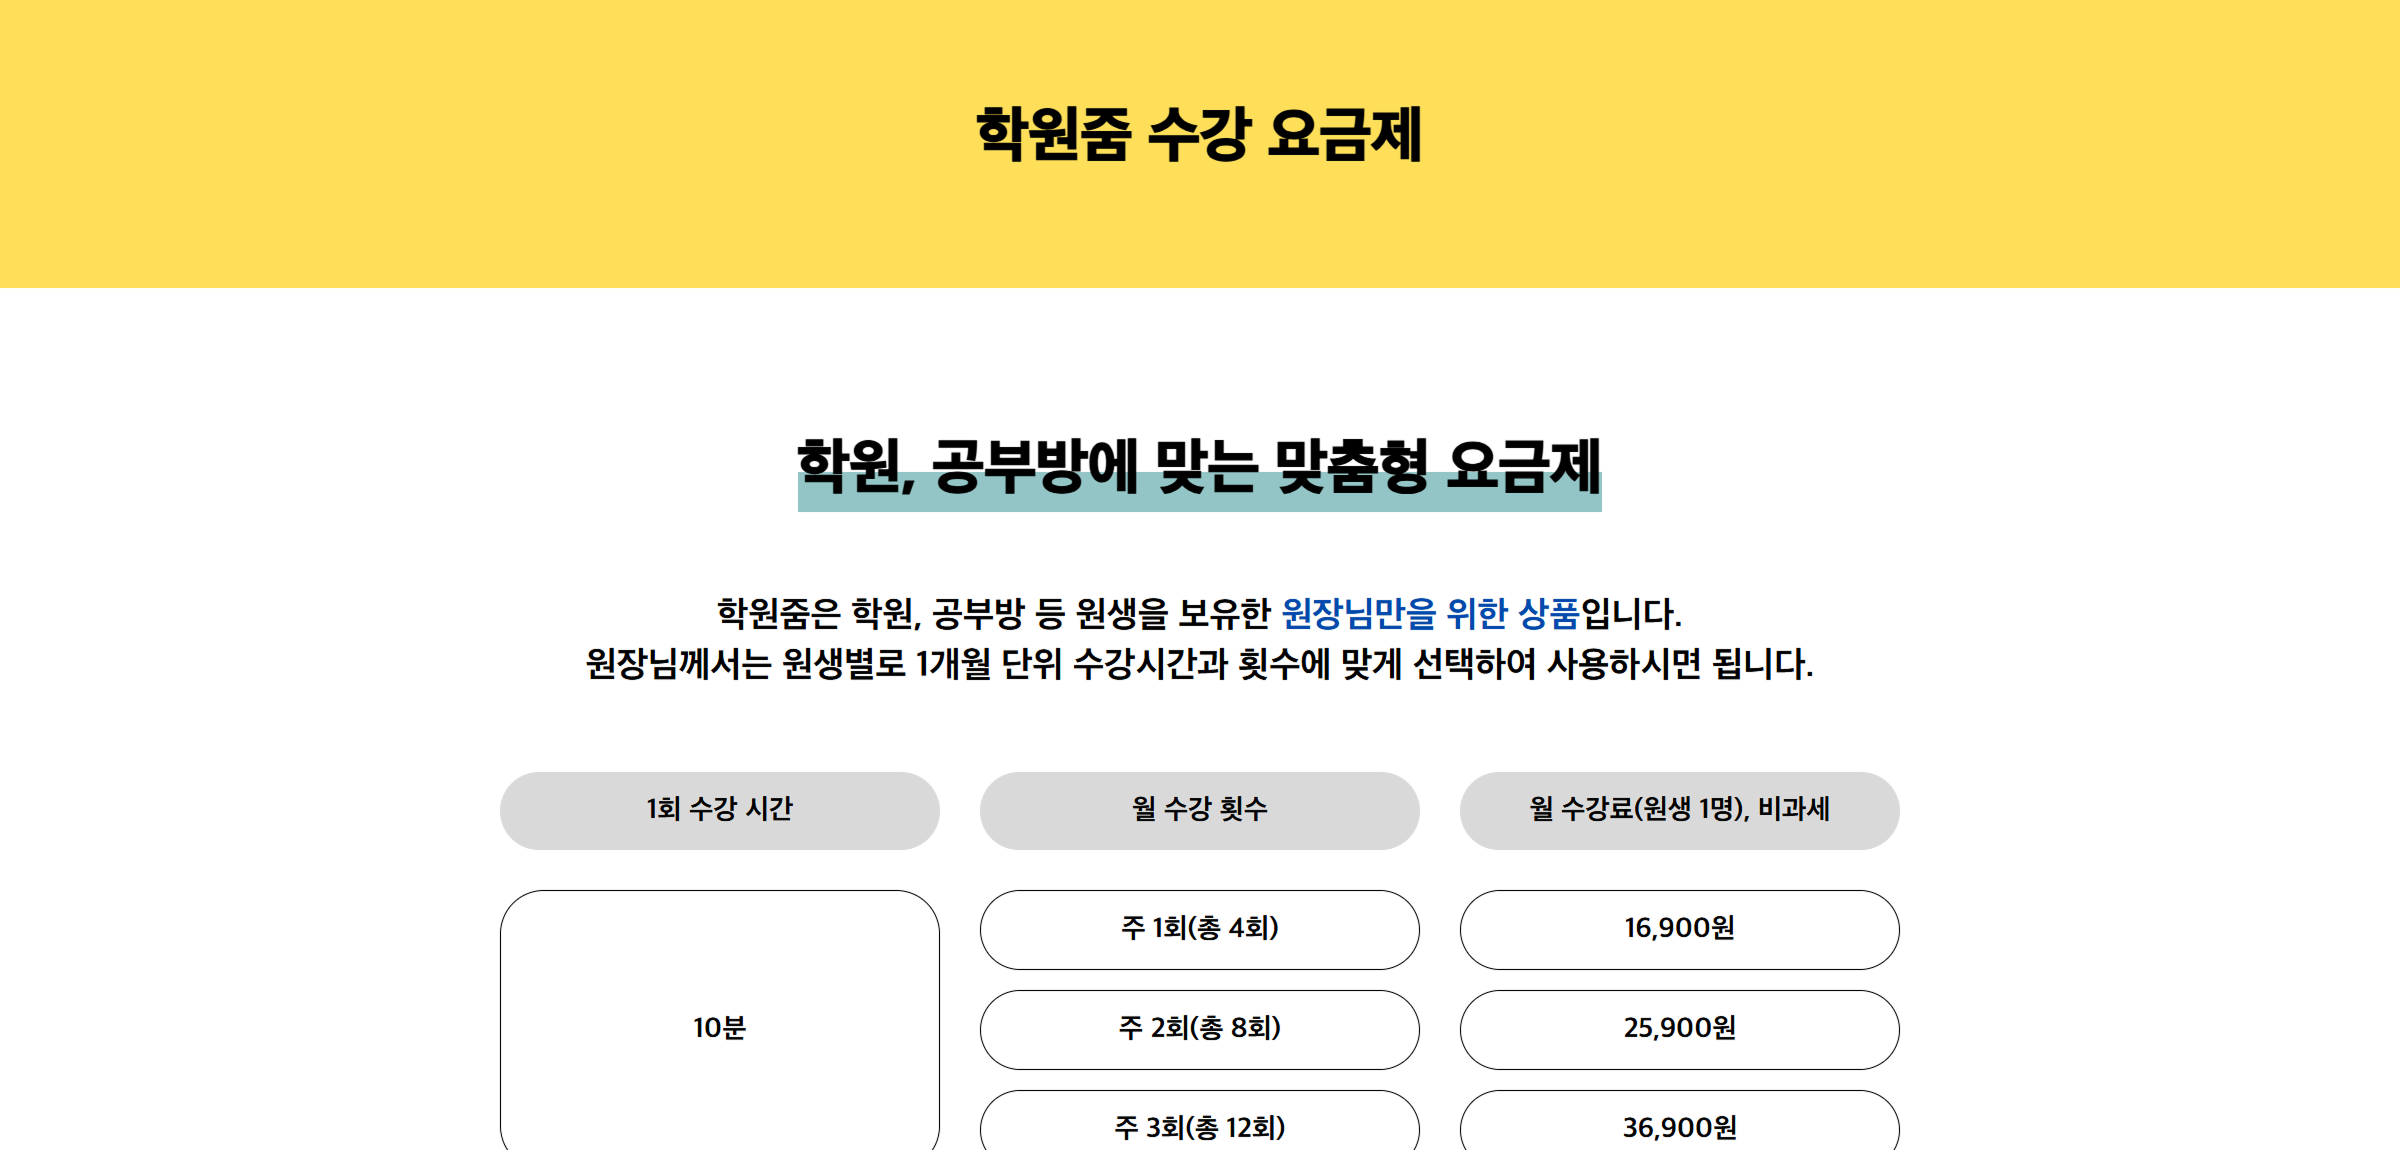 학원줌 수강 요금제
학원, 공부방에 맞는 맞춤형 요금제
학원줌은 학원, 공부방 등 원생을 보유한 원장님만을 위한 상품입니다.
원장님께서는 원생별로 1개월 단위 수강시간과 횟수에 맞게 선택하여 사용하시면 됩니다.
1회 수강 시간
월 수강 횟수
월 수강료(원생 1명), 비과세
10분
주 1회(총 4회)
16,900원
주 2회(총 8회)
25,900원
주 3회(총 12회)
36,900원